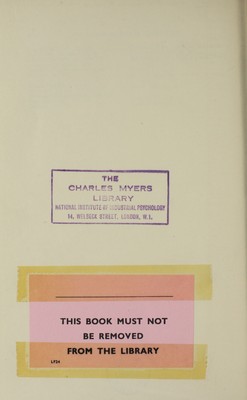 THE
CHARLES MYERS
LIBRARY
NATIONAL INSTITUTE OF INDUSTRIAL PSYCHOLOGY
14, WELBECK STREET, LONDON, W.1.
THIS BOOK MUST NOT
BE REMOVED
FROM THE LIBRARY
LP24